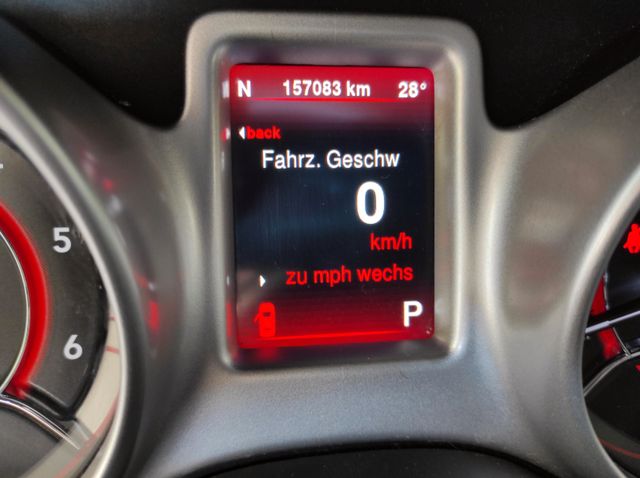 N 157083 km 28°
back
Fahrz. Geschw
0
km/h
zu mph wechs
P
5
6